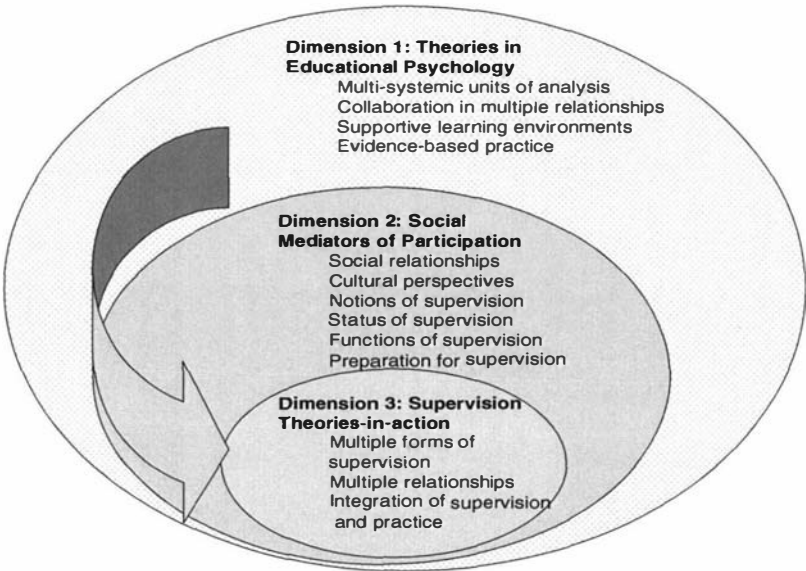 Dimension 1: Theories in
Educational Psychology
Multi-systemic units of analysis
Collaboration in multiple relationships
Supportive learning environments
Evidence-based practice
Dimension 2: Social
Mediators of Participation
Social relationships
Cultural perspectives
Notions of supervision
Status of supervision
Functions of supervision
Preparation for supervision
Dimension 3: Supervision
Theories-in-action
Multiple forms of
supervision
Multiple relationships
Integration of supervision
and practice